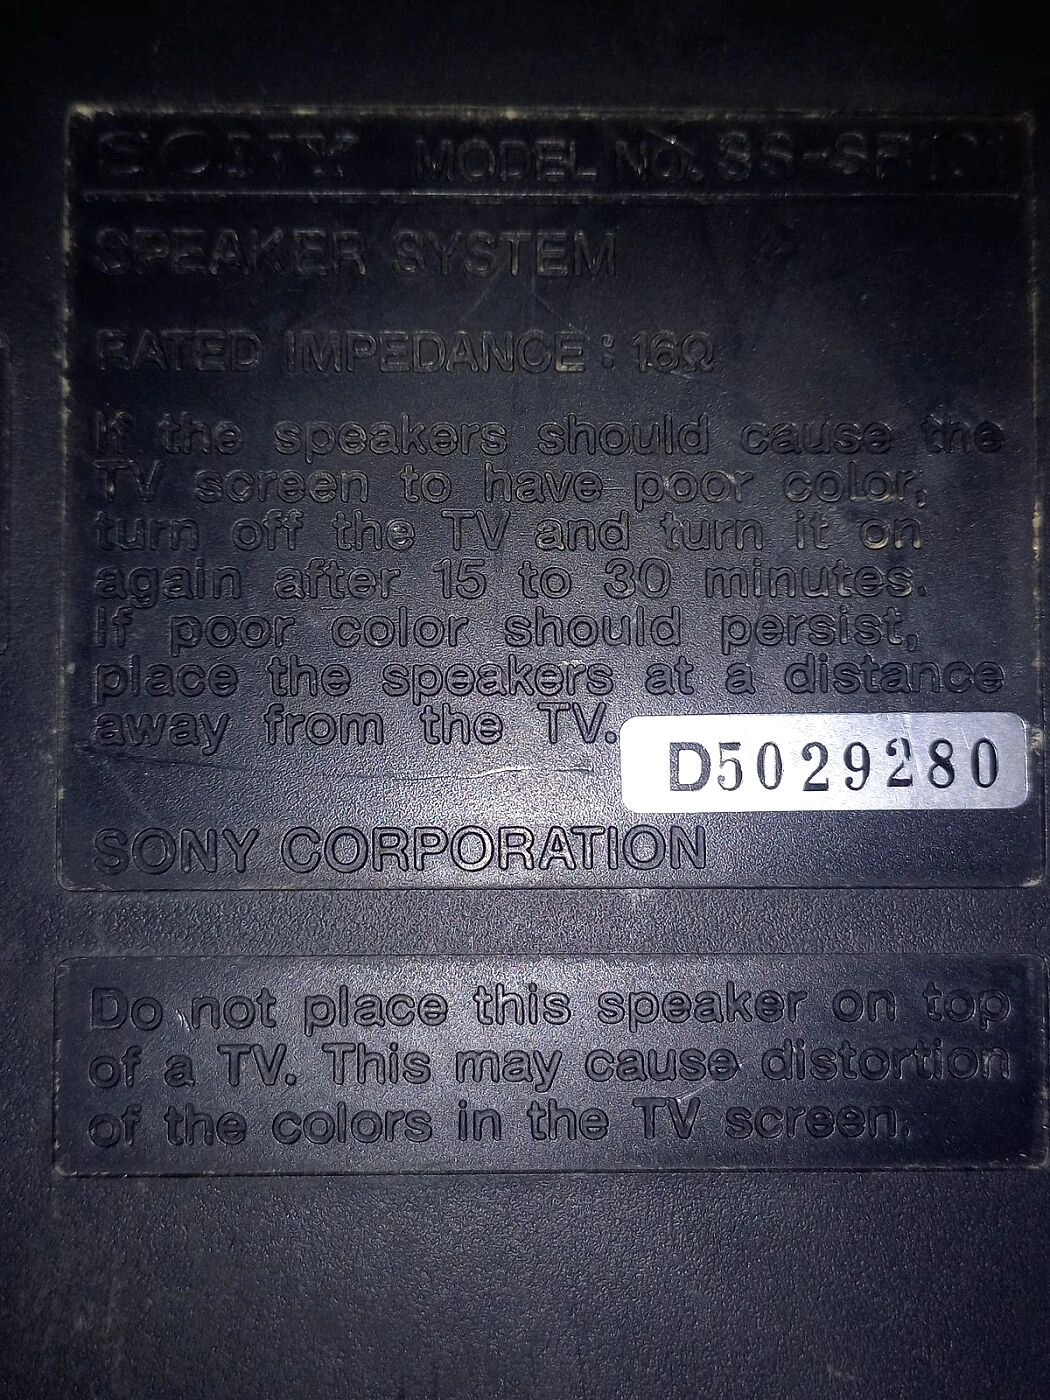 SONY MODEL NO.
SPEAKER SYSTEM
RATED IMPEDANCE : 16Ω
If the speakers should cause the
TV screen to have poor color,
turn off the TV and turn it on
again after 15 to 30 minutes.
If poor color should persist,
place the speakers at a distance
away from the TV.
D5029280
SONY CORPORATION
Do not place this speaker on top
of a TV. This may cause distortion
of the colors in the TV screen.